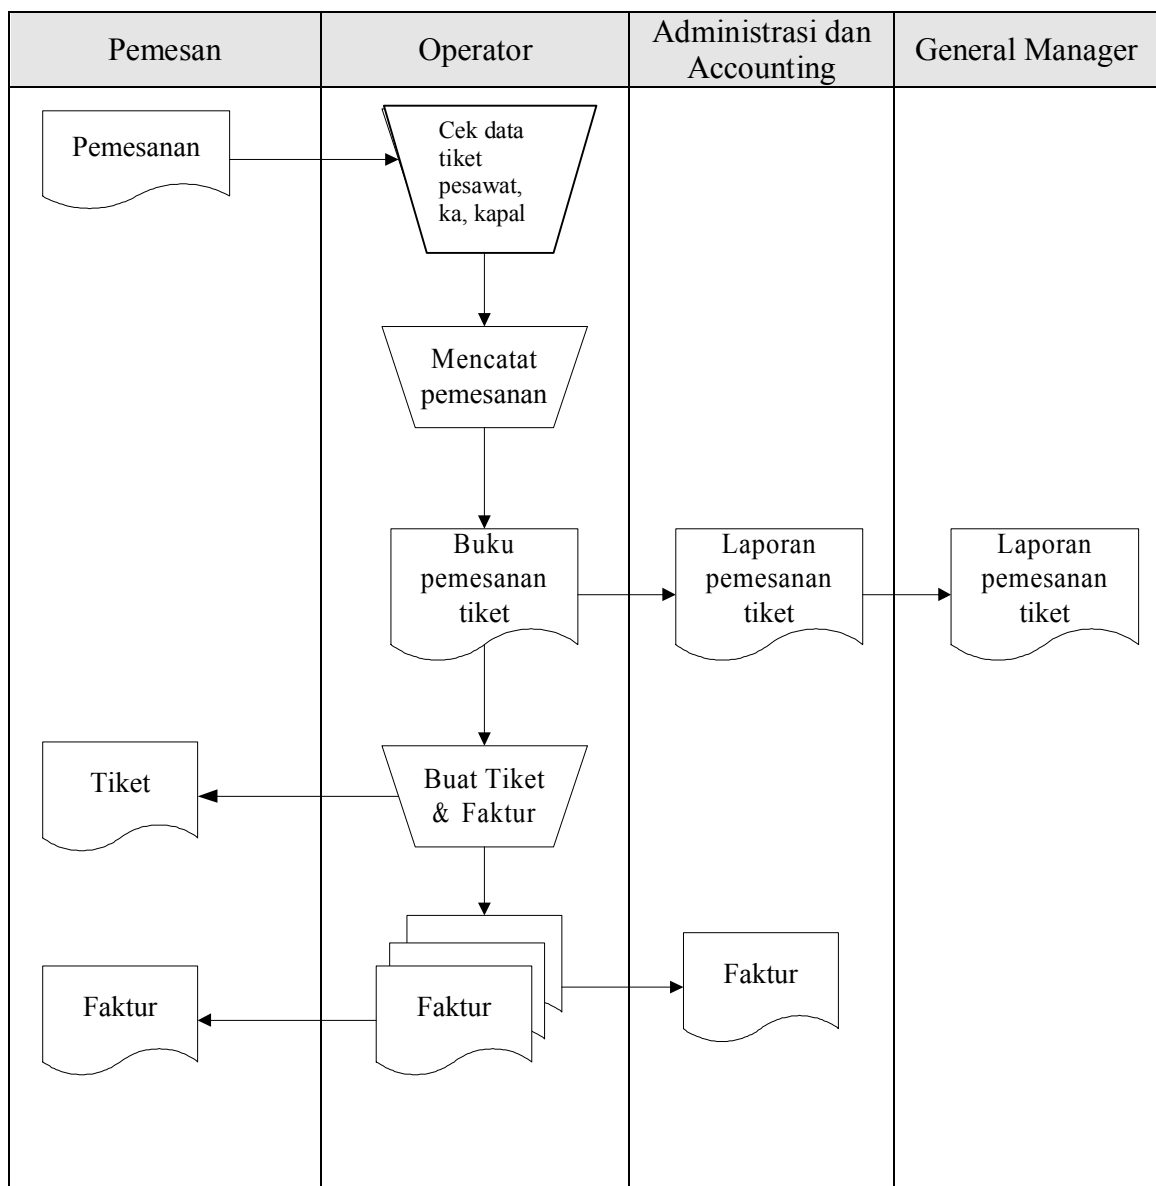 Pemesan
Operator
Administrasi dan
Accounting
General Manager
Pemesanan
Cek data
tiket
pesawat,
ka, kapal
Mencatat
pemesanan
Buku
pemesanan
tiket
Laporan
pemesanan
tiket
Laporan
pemesanan
tiket
Tiket
Buat Tiket
& Faktur
Faktur
Faktur
Faktur